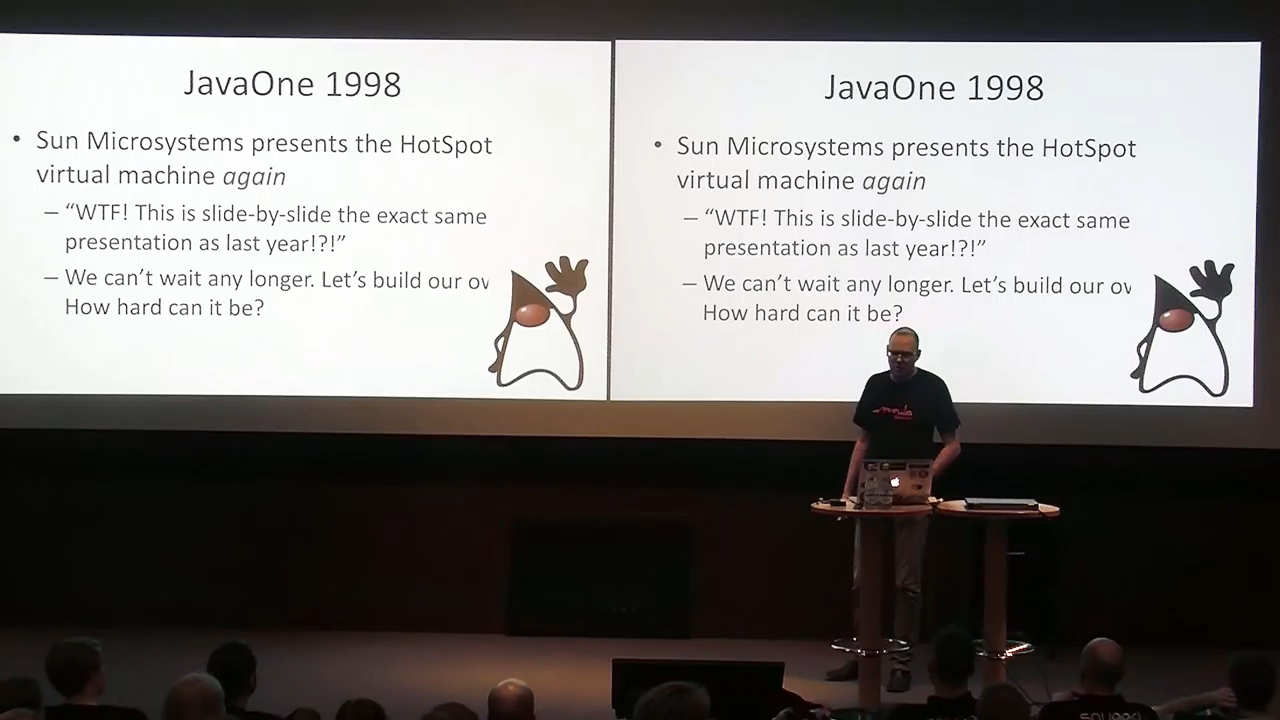 JavaOne 1998
• Sun Microsystems presents the HotSpot
virtual machine again
– “WTF! This is slide-by-slide the exact same
presentation as last year!?!”
– We can’t wait any longer. Let’s build our ov
How hard can it be?
JavaOne 1998
• Sun Microsystems presents the HotSpot
virtual machine again
– “WTF! This is slide-by-slide the exact same
presentation as last year!?!”
– We can’t wait any longer. Let’s build our ov
How hard can it be?